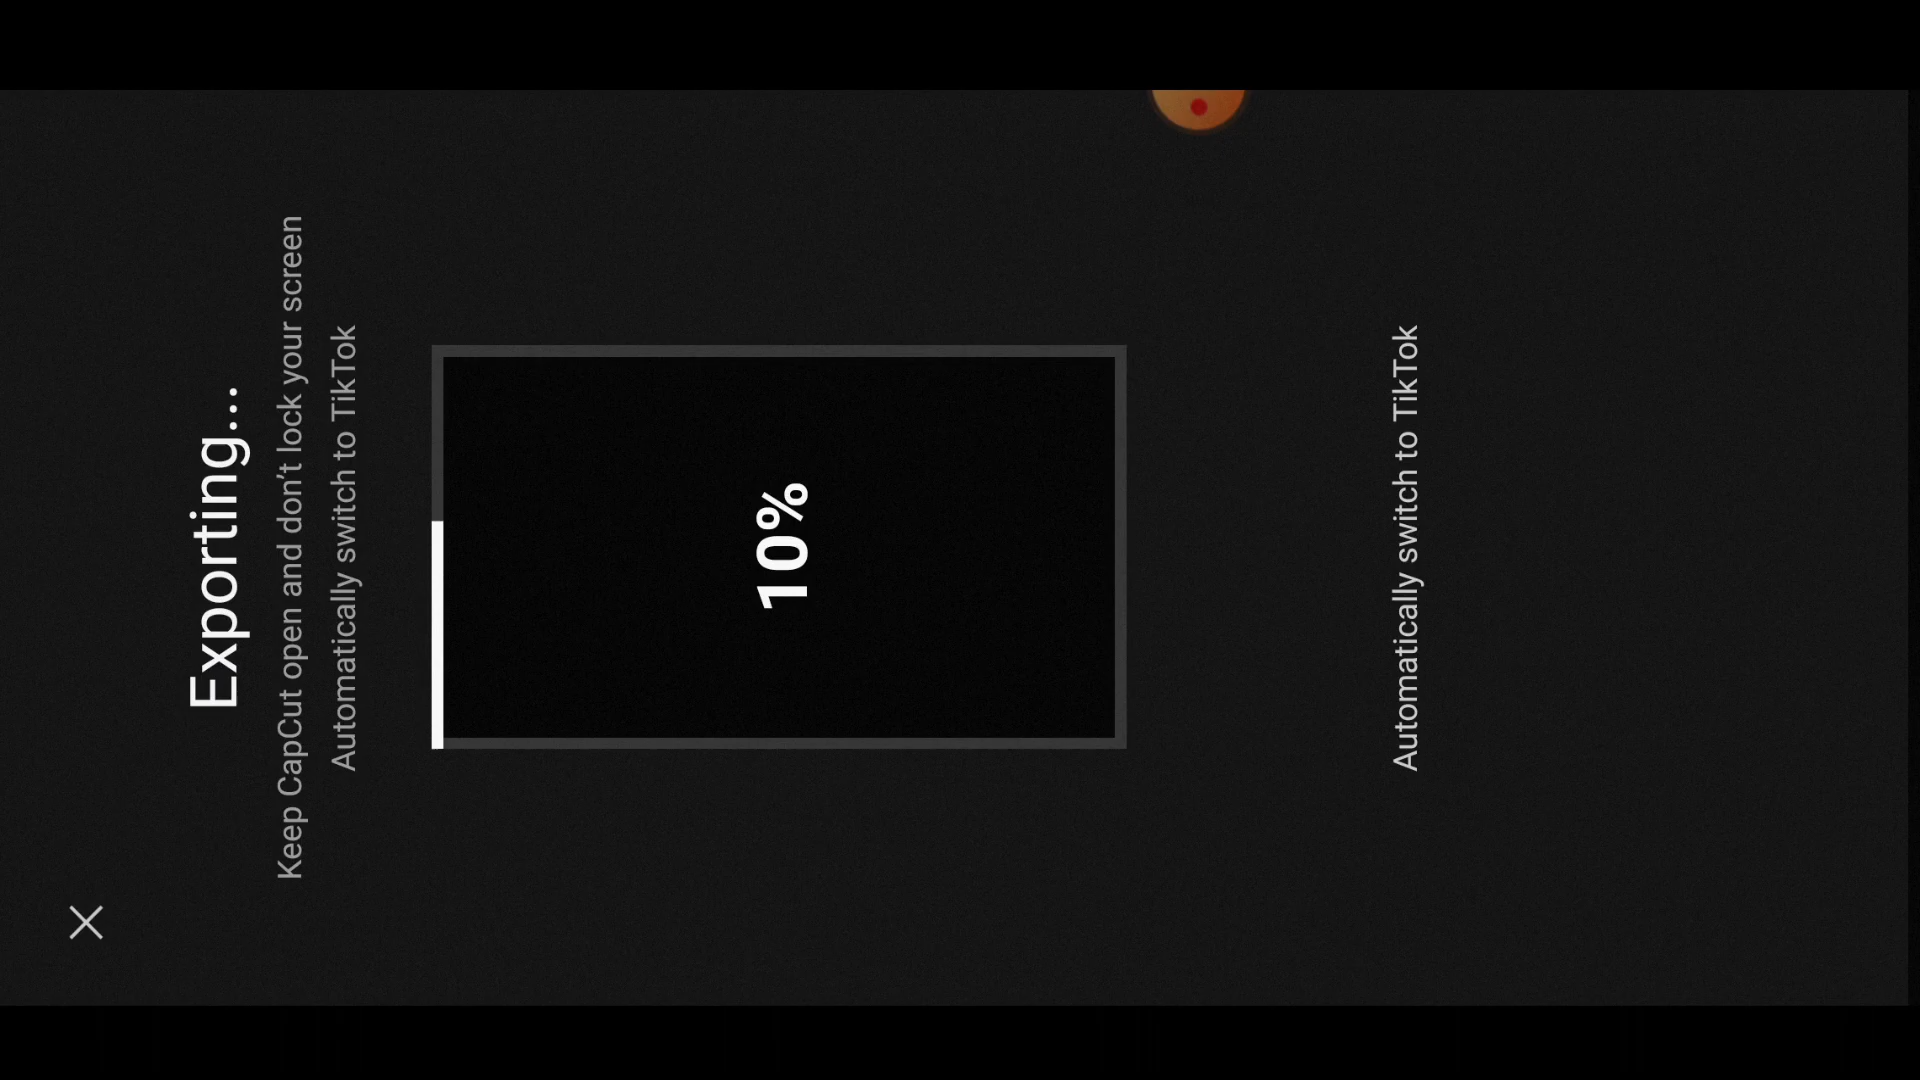 Exporting...
Keep CapCut open and don't lock your screen
Automatically switch to TikTok
10%
Automatically switch to TikTok